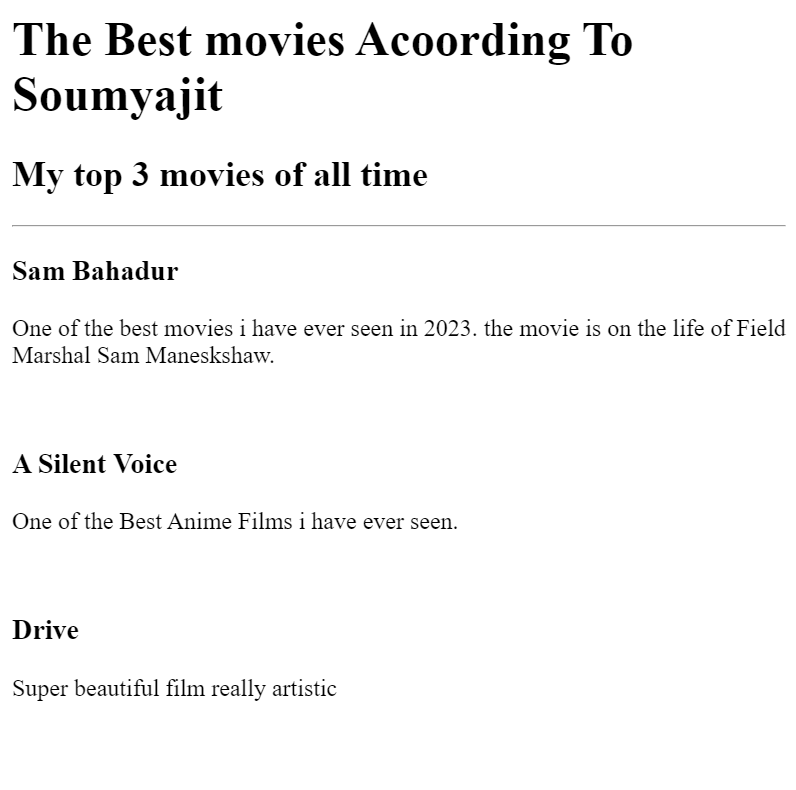 The Best movies Acoording To
Soumyajit
My top 3 movies of all time
Sam Bahadur
One of the best movies i have ever seen in 2023. the movie is on the life of Field
Marshal Sam Maneskshaw.
A Silent Voice
One of the Best Anime Films i have ever seen.
Drive
Super beautiful film really artistic